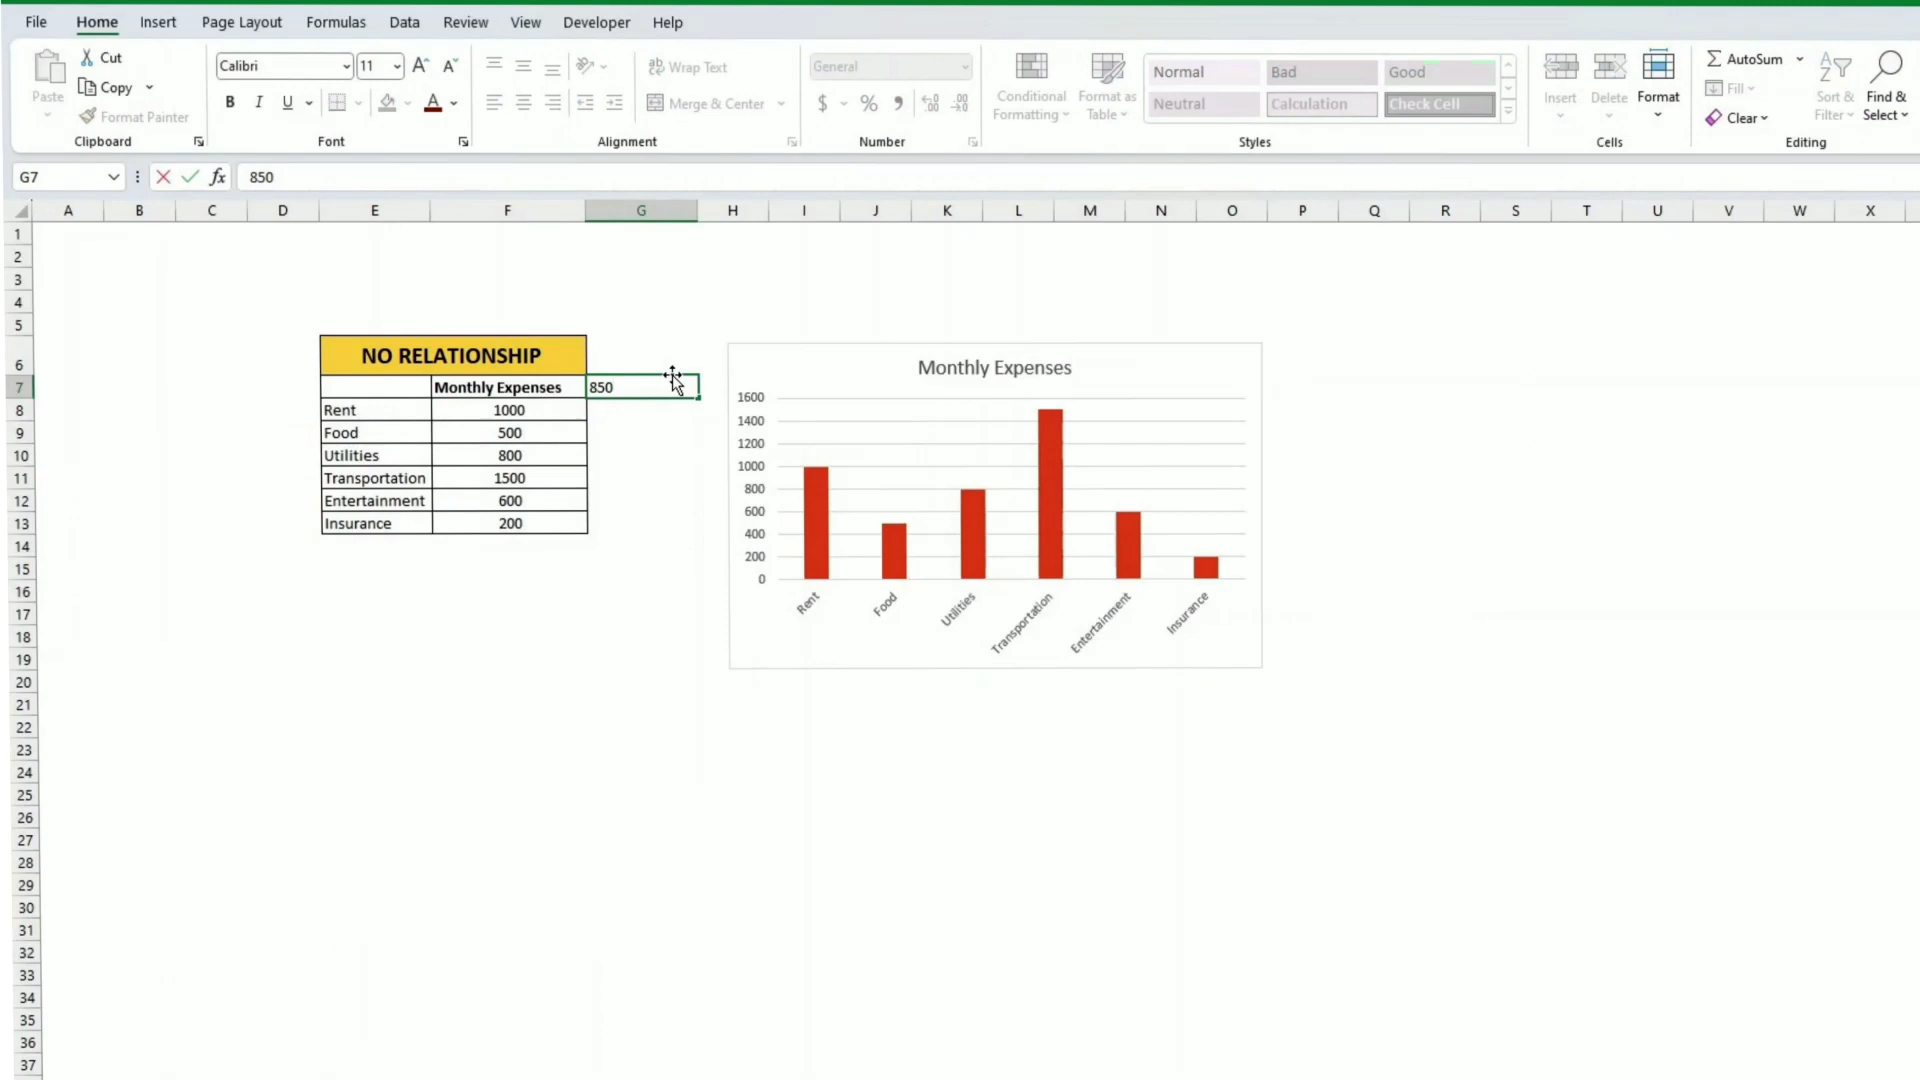 File Home Insert Page Layout Formulas Data Review View Developer Help
Paste
Cut
Copy
Format Painter
Clipboard
Calibri 11
B I U
Font
Wrap Text
Merge & Center
Alignment
General
$ % 9
Number
Conditional
Formatting
Format as
Table
Normal Bad Good
Neutral Calculation Check Cell
Styles
Insert Delete Format
Cells
AutoSum
Fill
Clear
Sort &
Filter
Find &
Select
Editing
G7 fx 850
A B C D E F G H I J K L M N O P Q R S T U V W X
1
2
3
4
5
6 NO RELATIONSHIP
7 Monthly Expenses 850
8 Rent 1000
9 Food 500
10 Utilities 800
11 Transportation 1500
12 Entertainment 600
13 Insurance 200
14
15
16
17
18
19
20
21
22
23
24
25
26
27
28
29
30
31
32
33
34
35
36
37
Monthly Expenses
1600
1400
1200
1000
800
600
400
200
0
Rent Food Utilities Transportation Entertainment Insurance